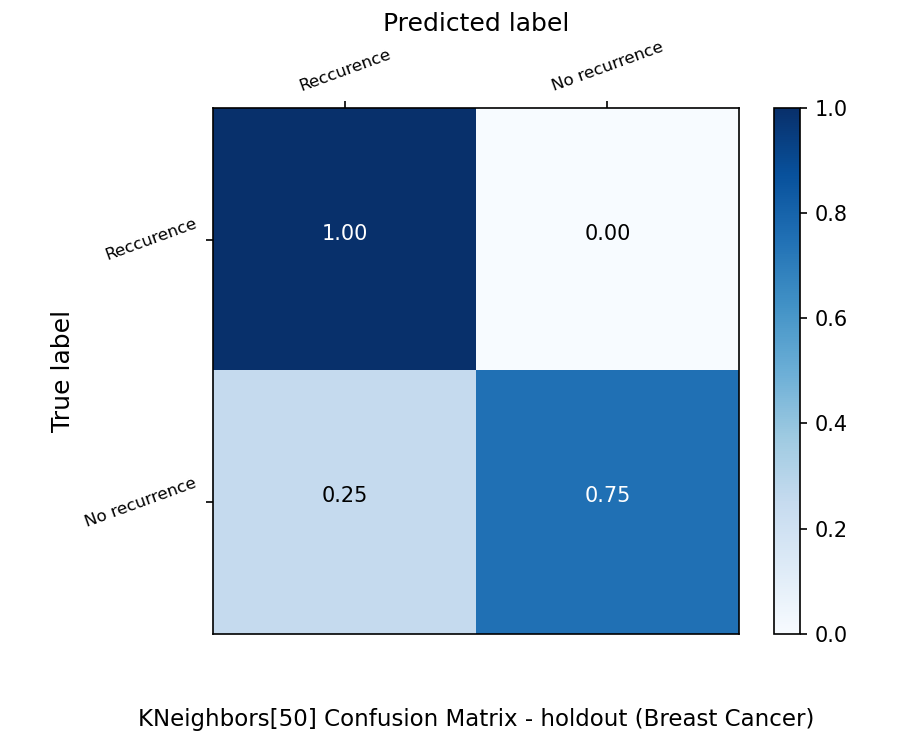 Predicted label
Reccurence
No recurrence
1.0
0.8
0.6
0.4
0.2
0.0
True label
Reccurence
1.00
0.00
No recurrence
0.25
0.75
KNeighbors[50] Confusion Matrix - holdout (Breast Cancer)